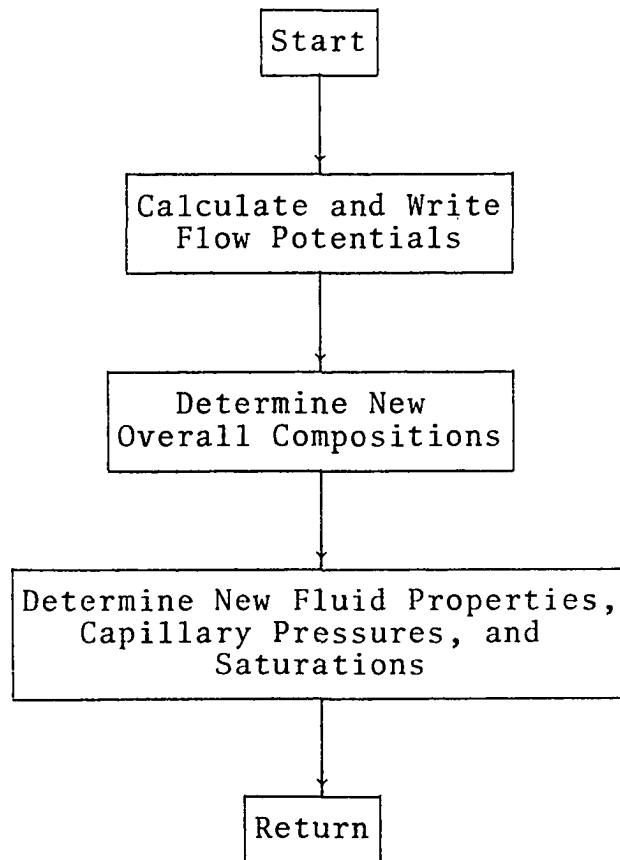 Start
Calculate and Write
Flow Potentials
Determine New
Overall Compositions
Determine New Fluid Properties,
Capillary Pressures, and
Saturations
Return